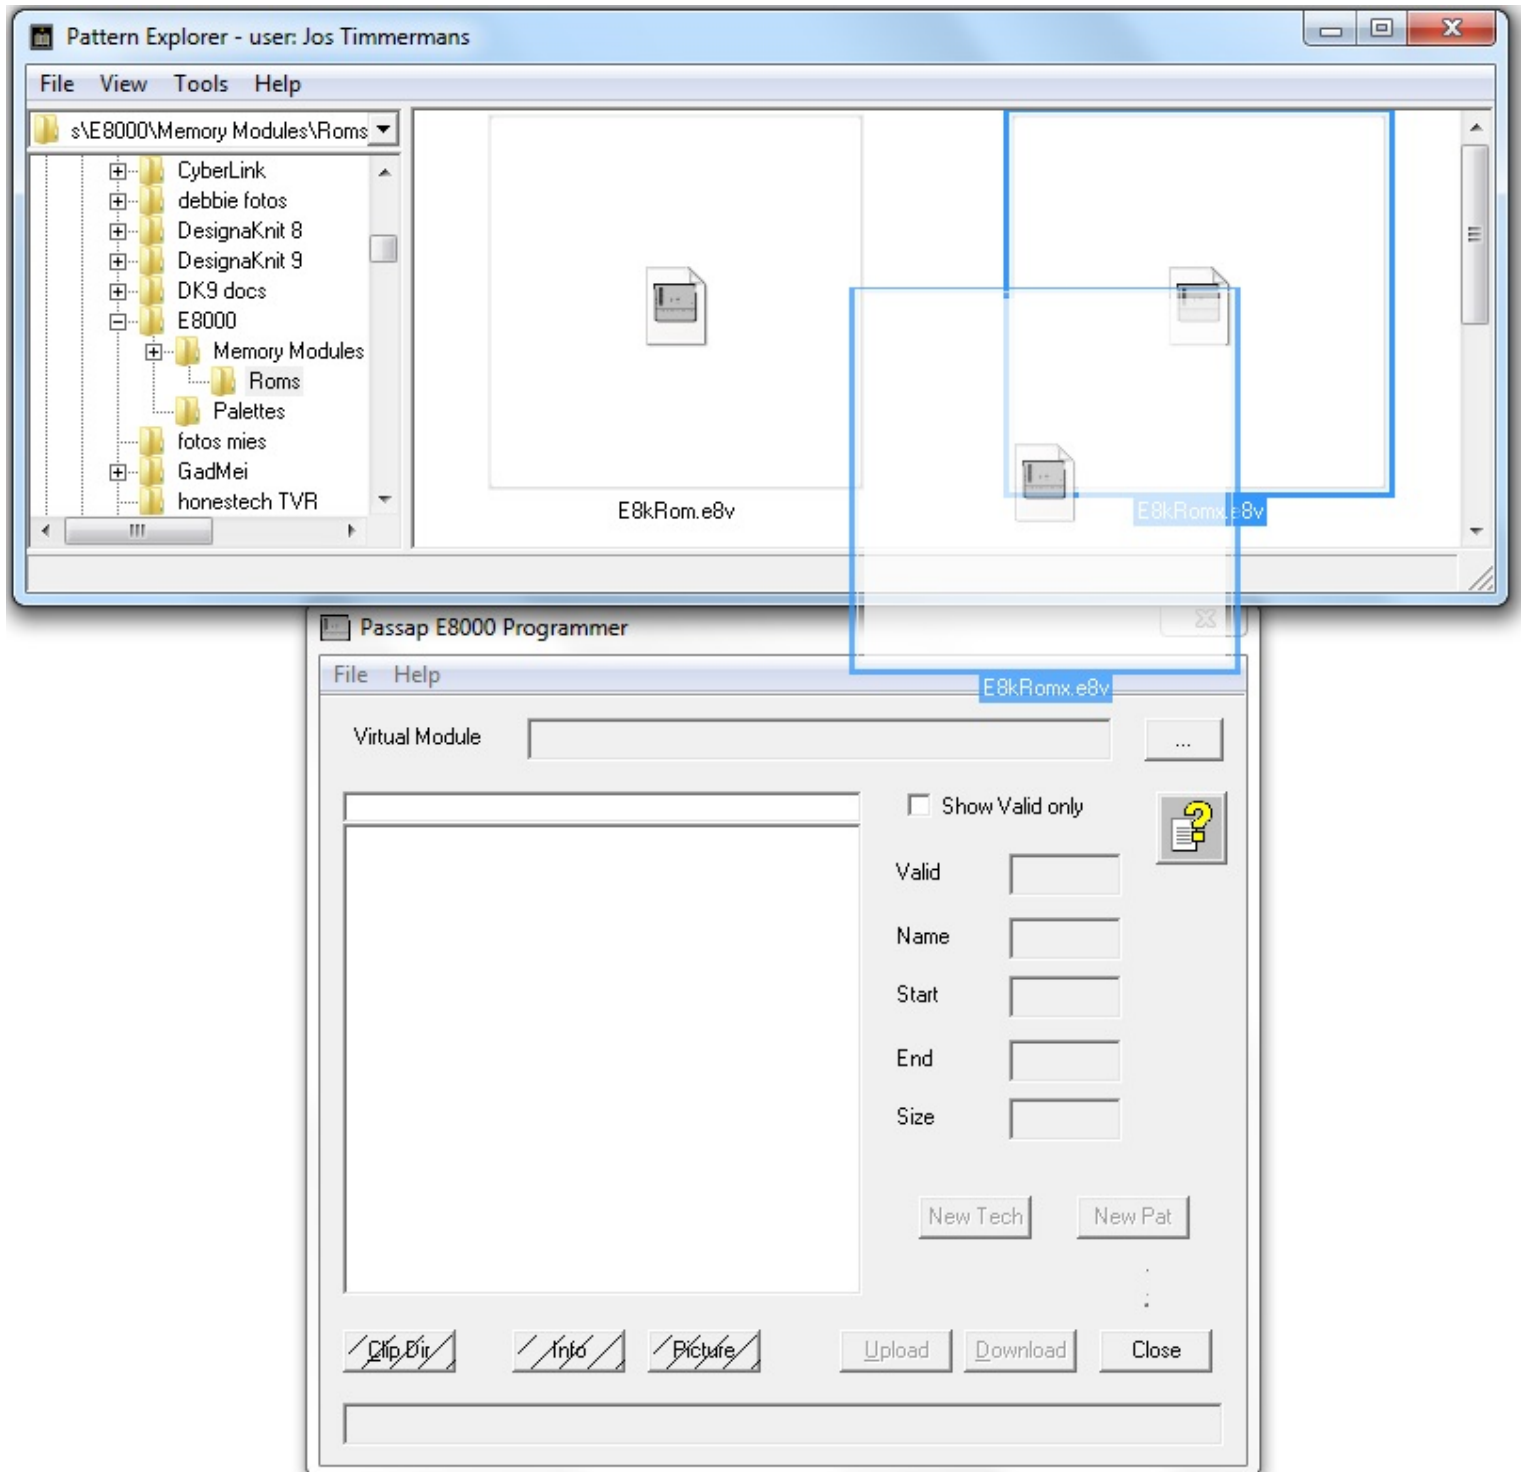 Pattern Explorer - user: Jos Timmermans
File View Tools Help
s\E8000\Memory Modules\Roms
CyberLink
debbie fotos
DesignaKnit 8
DesignaKnit 9
DK9 docs
E8000
Memory Modules
Roms
Palettes
fotos mies
GadMei
honestech TVR
E8kRom.e8v
E8kRomx.e8v
Passap E8000 Programmer
File Help
E8kRomx.e8v
Virtual Module
...
Show Valid only
Valid
Name
Start
End
Size
New Tech New Pat
Clip Dir Info Picture Upload Download Close